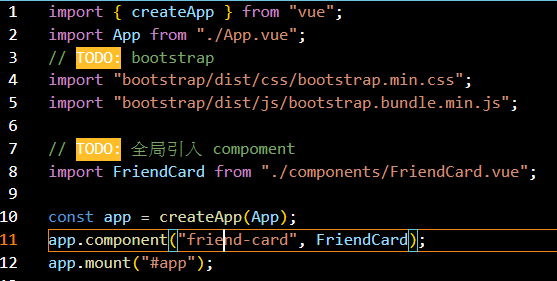 1 import { createApp } from "vue";
2 import App from "./App.vue";
3 // TODO: bootstrap
4 import "bootstrap/dist/css/bootstrap.min.css";
5 import "bootstrap/dist/js/bootstrap.bundle.min.js";
6
7 // TODO: 全局引入 compoment
8 import FriendCard from "./components/FriendCard.vue";
9
10 const app = createApp(App);
11 app.component("friend-card", FriendCard);
12 app.mount("#app");